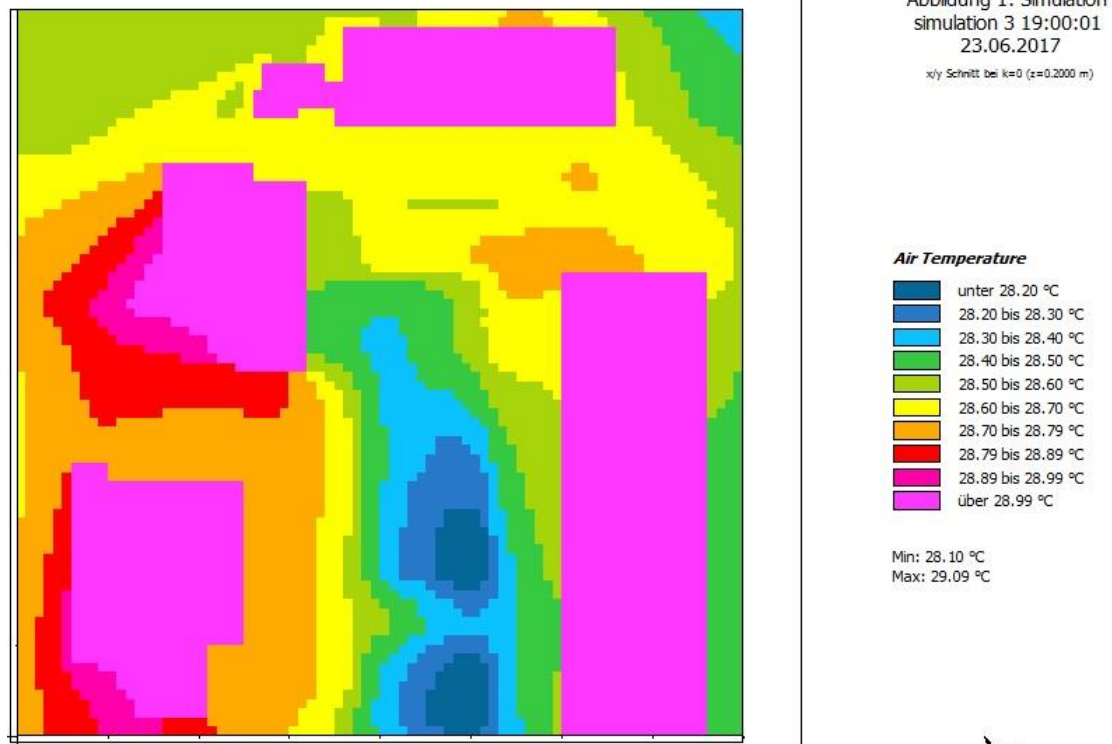 Abbildung 1: Simulation
simulation 3 19:00:01
23.06.2017
x/y Schnitt bei k=0 (z=0.2000 m)
Air Temperature
unter 28.20 °C
28.20 bis 28.30 °C
28.30 bis 28.40 °C
28.40 bis 28.50 °C
28.50 bis 28.60 °C
28.60 bis 28.70 °C
28.70 bis 28.79 °C
28.79 bis 28.89 °C
28.89 bis 28.99 °C
über 28.99 °C
Min: 28.10 °C
Max: 29.09 °C